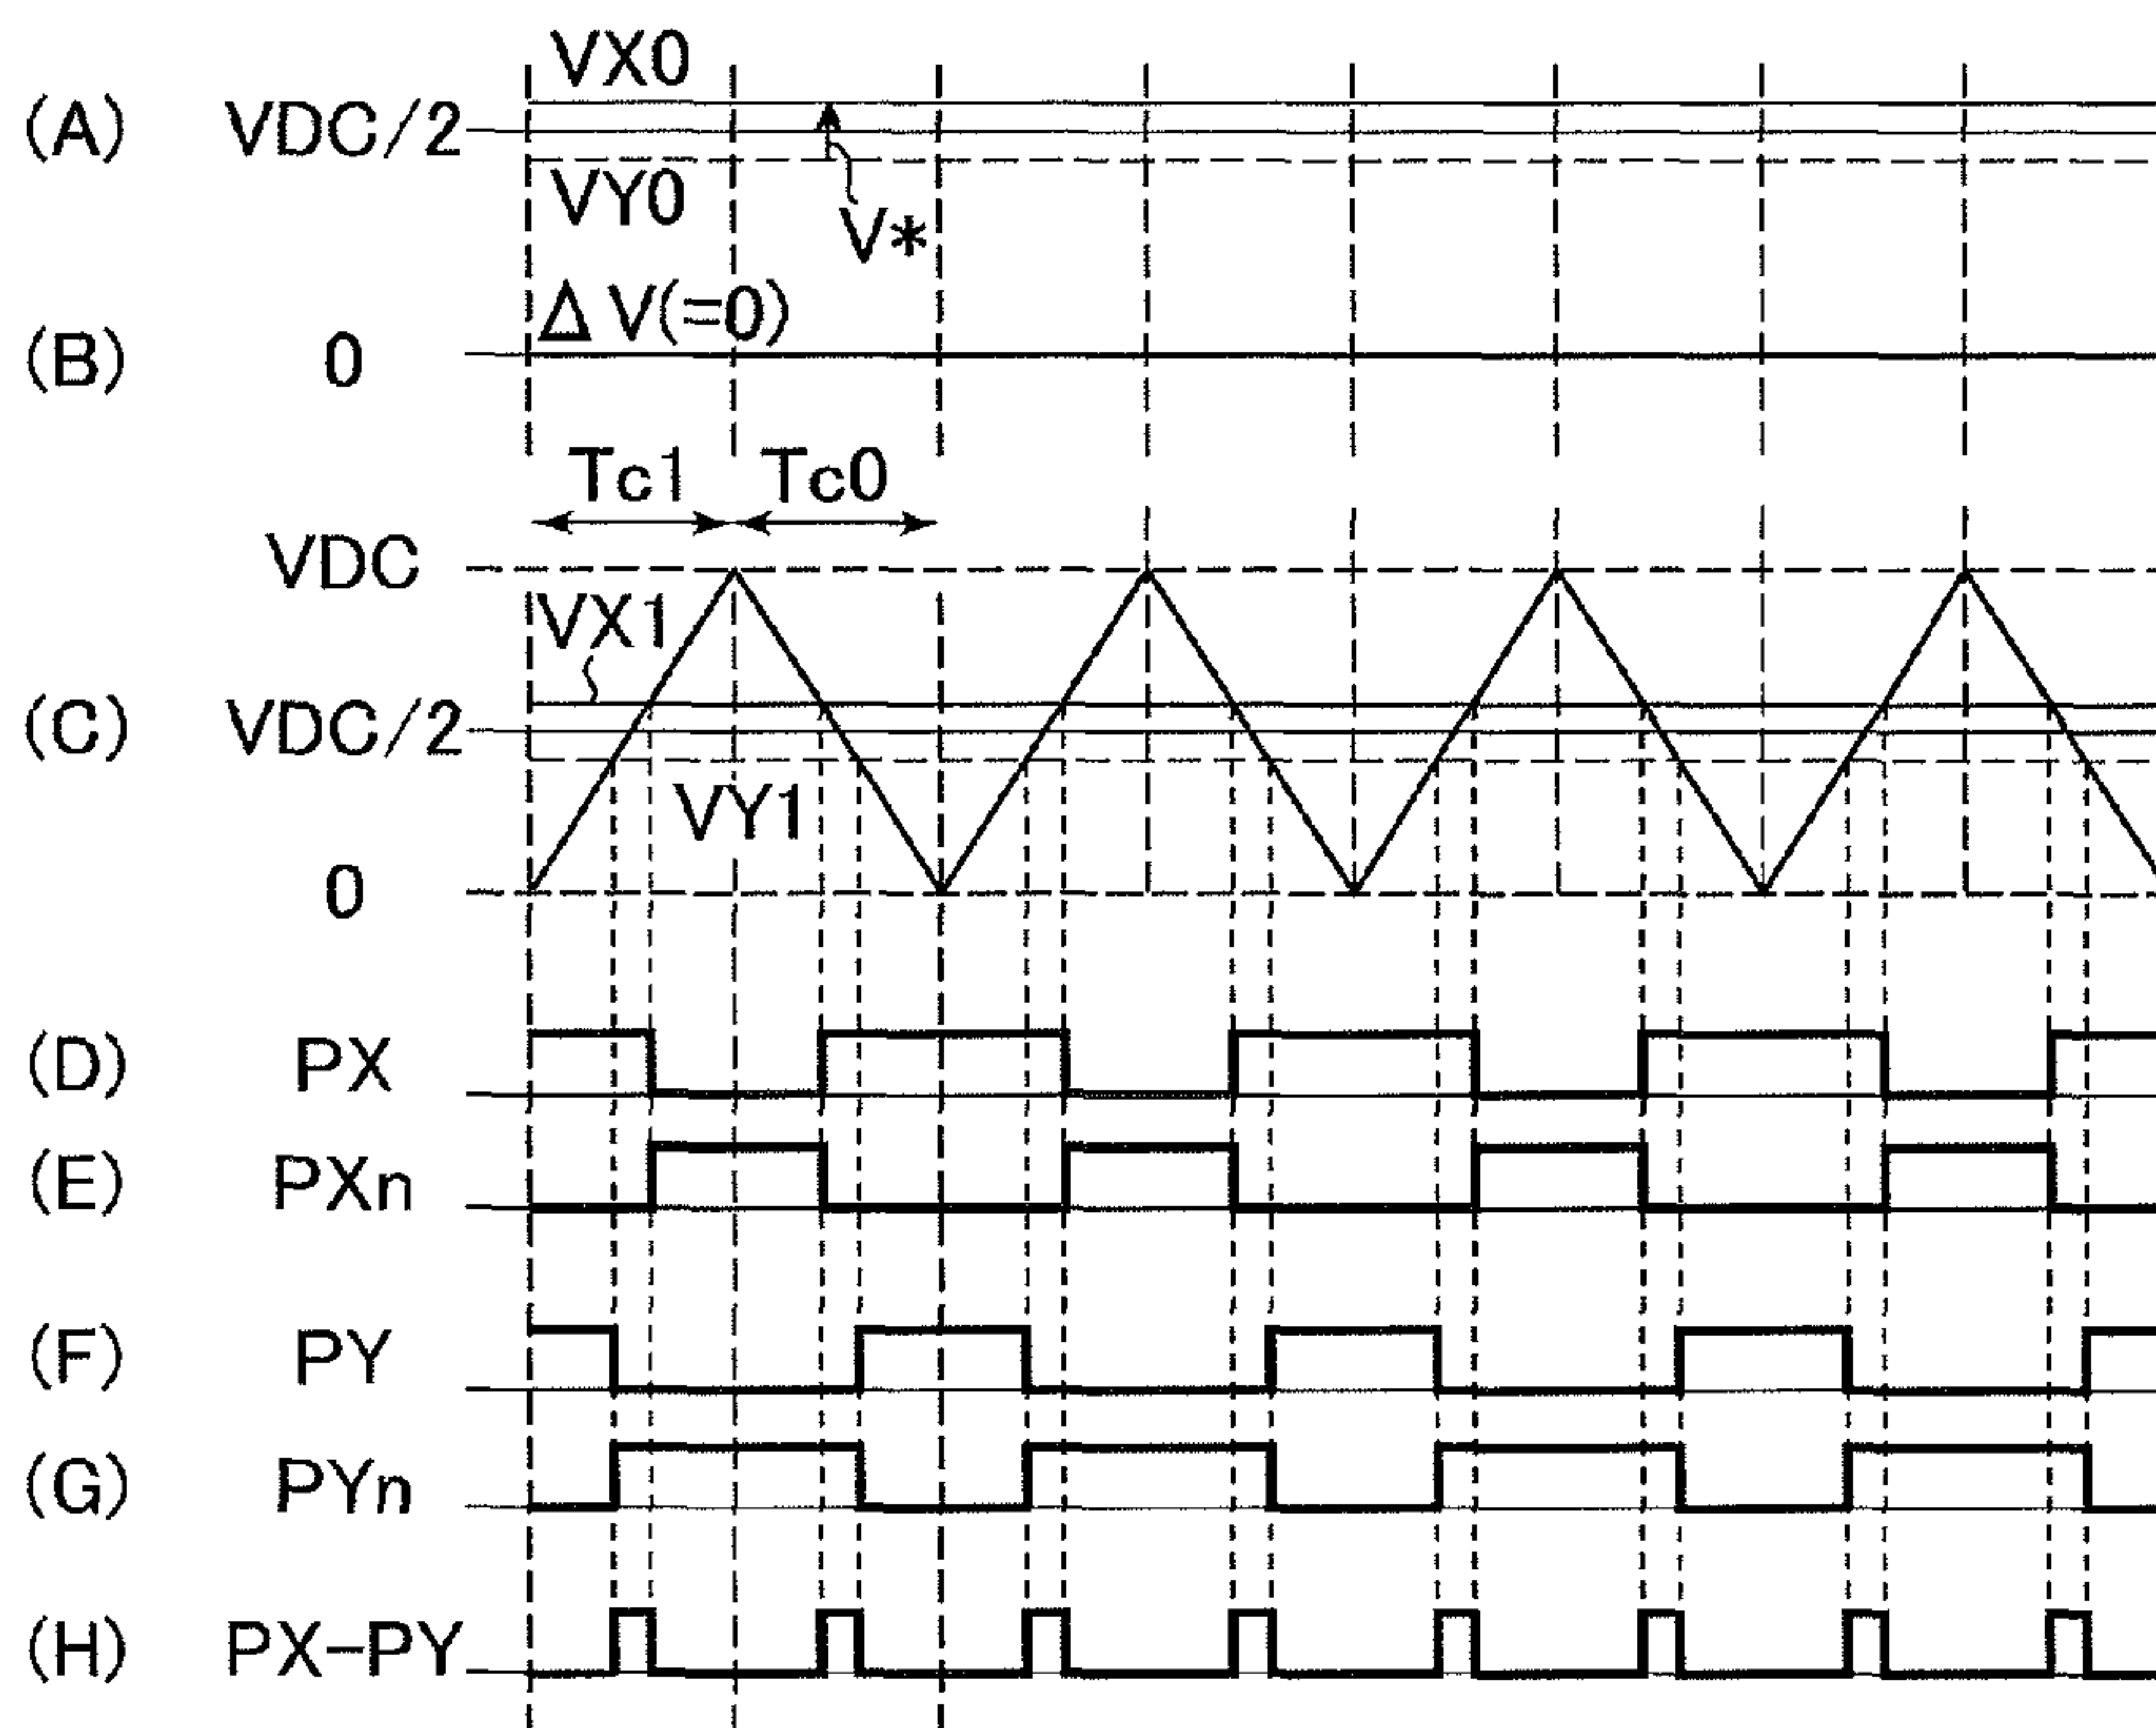 VX0
(A) VDC/2
VY0
V*
ΔV(=0)
(B) 0
Tc1 Tc0
VDC
VX1
(C) VDC/2
VY1
0
(D) PX
(E) PXn
(F) PY
(G) PYn
(H) PX-PY